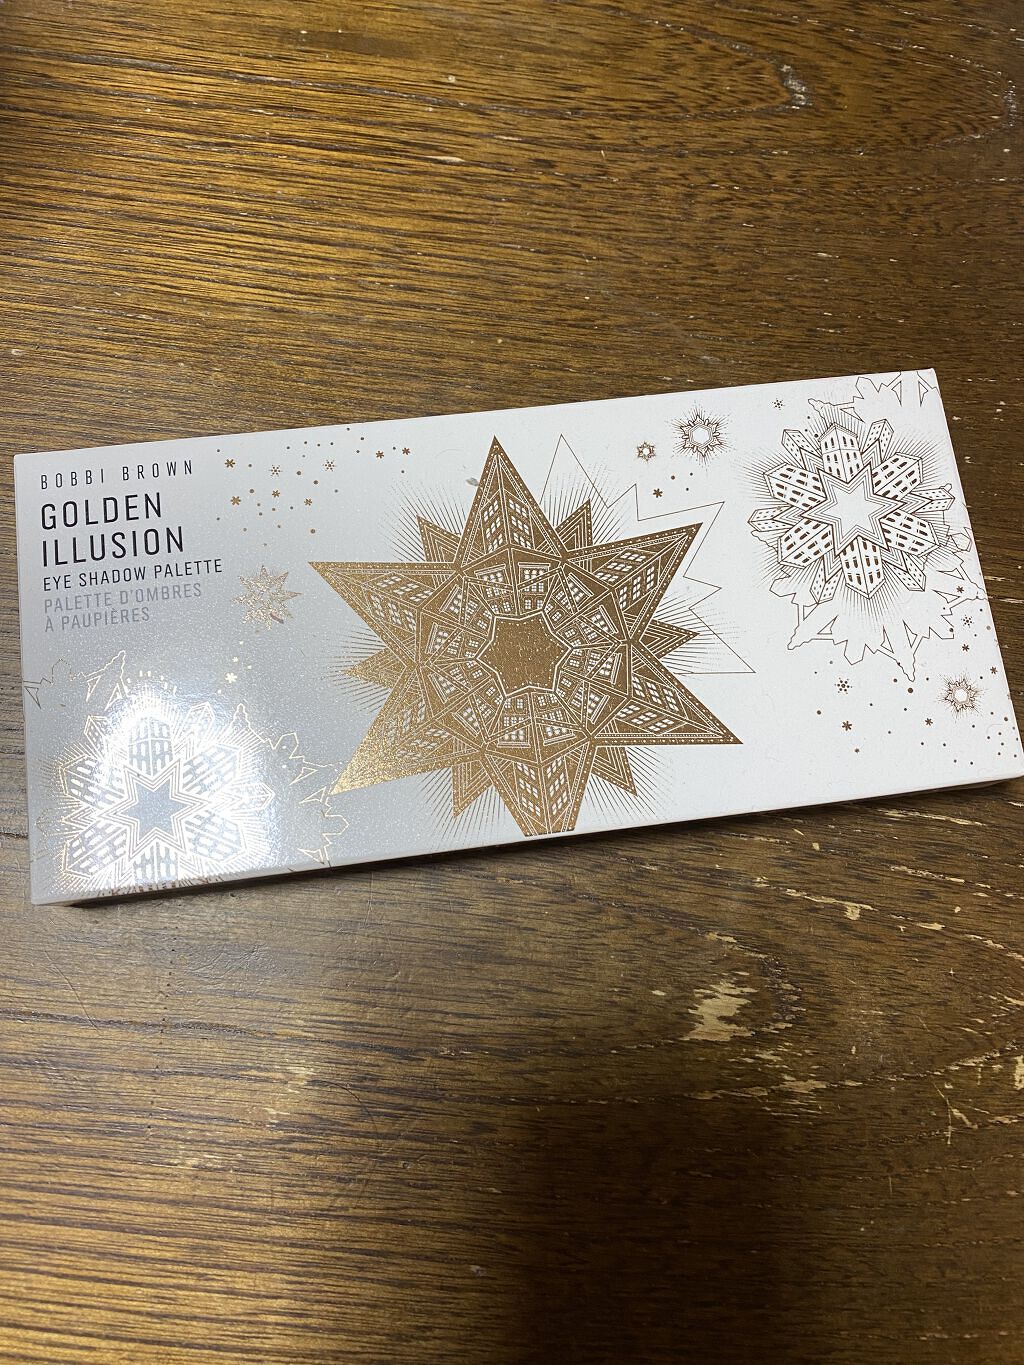 BOBBI BROWN
GOLDEN
ILLUSION
EYE SHADOW PALETTE
PALETTE D'OMBRES
À PAUPIÈRES